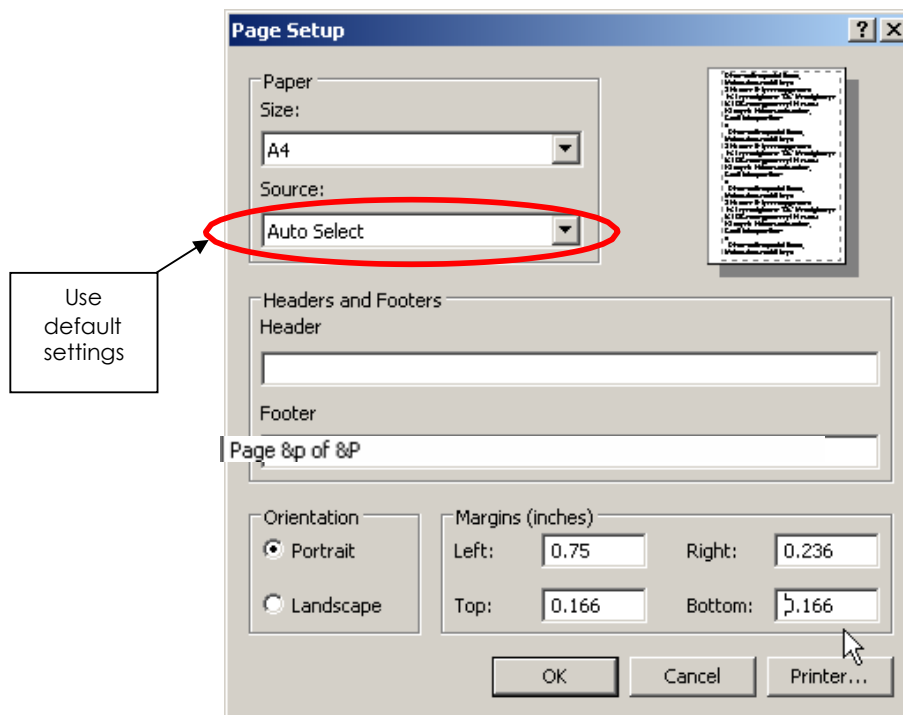 Page Setup
Paper
Size:
A4
Source:
Auto Select
Use
default
settings
Headers and Footers
Header
Footer
Page &p of &P
Orientation
Portrait
Landscape
Margins (inches)
Left: 0.75 Right: 0.236
Top: 0.166 Bottom: 0.166
OK Cancel Printer...